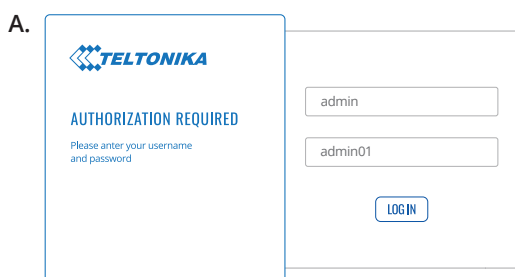 A.
TELTONIKA
AUTHORIZATION REQUIRED
Please anter your username
and password
admin
admin01
LOG IN